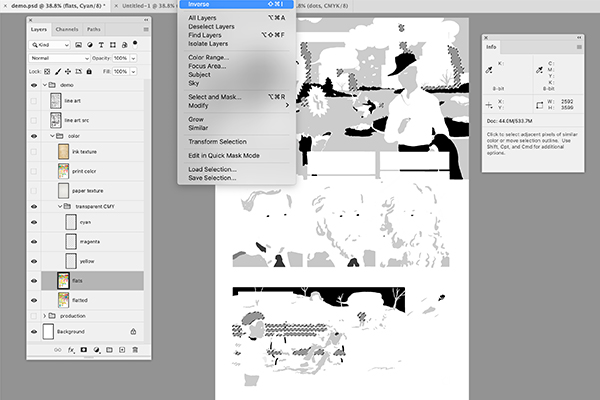 demo.psd @ 38.8% (flats, Cyan/8)
Untitled-1 @ 38.8% (
(dots, CMYK/8)
Inverse ⇧⌘I
All Layers ⌥⌘A
Deselect Layers
Find Layers ⌥⇧⌘F
Isolate Layers
Color Range...
Focus Area...
Subject
Sky
Select and Mask... ⌥⌘R
Modify
Grow
Similar
Transform Selection
Edit in Quick Mask Mode
Load Selection...
Save Selection...
Layers Channels Paths
Kind
Normal Opacity: 100%
Lock: Fill: 100%
demo
line art
line art src
color
ink texture
print color
paper texture
transparent CMY
cyan
magenta
yellow
flats
flatted
production
Background
fx
Info
K: C:
M:
Y:
K:
8-bit 8-bit
X: W: 2592
Y: H:
Doc: 44.0M/533.7M
Click to select adjacent pixels of similar
color or move selection outline. Use
Shift, Opt, and Cmd for additional
options.